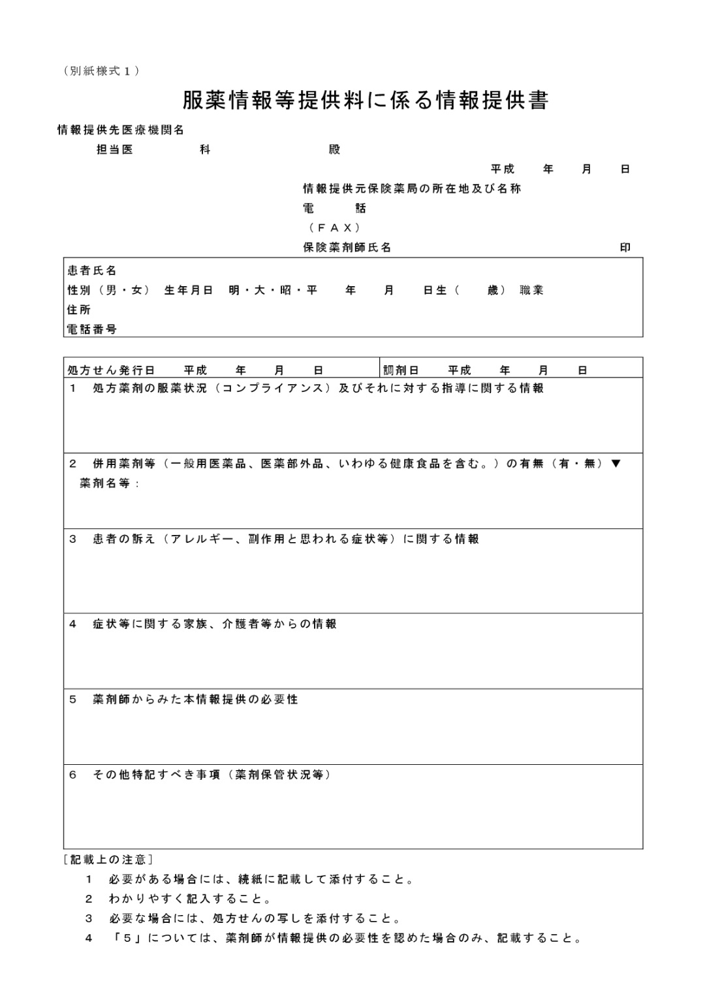 （別紙様式１）
服薬情報等提供料に係る情報提供書
情報提供先医療機関名
担当医　　　　　科　　　　　　　　　殿
平成　　年　　月　　日
情報提供元保険薬局の所在地及び名称
電　　　話
（ＦＡＸ）
保険薬剤師氏名　　　　　　　　　　　　　　　　　印
患者氏名
性別（男・女）　生年月日　明・大・昭・平　　年　　月　　日生（　　歳）　職業
住所
電話番号
処方せん発行日　　平成　　年　　月　　日　　　　調剤日　　平成　　年　　月　　日
１　処方薬剤の服薬状況（コンプライアンス）及びそれに対する指導に関する情報
２　併用薬剤等（一般用医薬品、医薬部外品、いわゆる健康食品を含む。）の有無（有・無）▼
薬剤名等：
３　患者の訴え（アレルギー、副作用と思われる症状等）に関する情報
４　症状等に関する家族、介護者等からの情報
５　薬剤師からみた本情報提供の必要性
６　その他特記すべき事項（薬剤保管状況等）
［記載上の注意］
１　必要がある場合には、続紙に記載して添付すること。
２　わかりやすく記入すること。
３　必要な場合には、処方せんの写しを添付すること。
４　「５」については、薬剤師が情報提供の必要性を認めた場合のみ、記載すること。